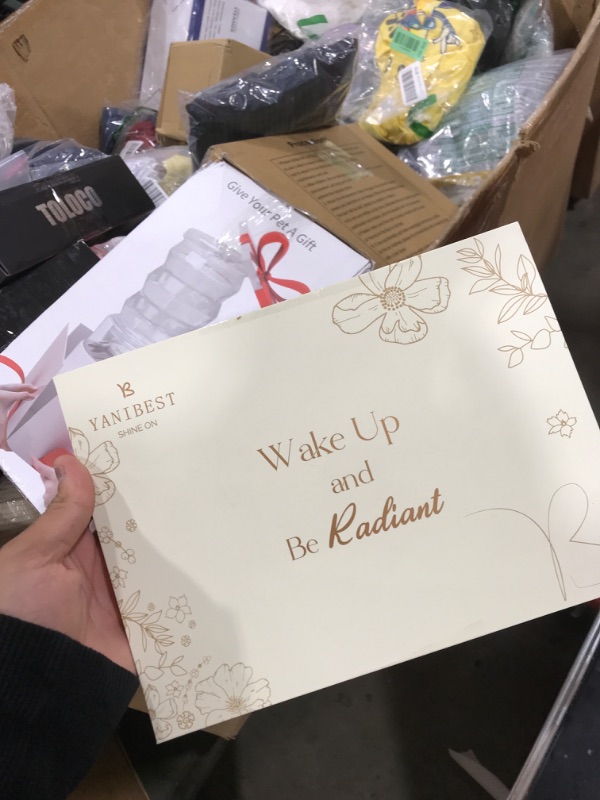 TOLOCO
Give Your Pet A Gift
YANIBEST
SHINE ON
Wake Up
and
Be Radiant